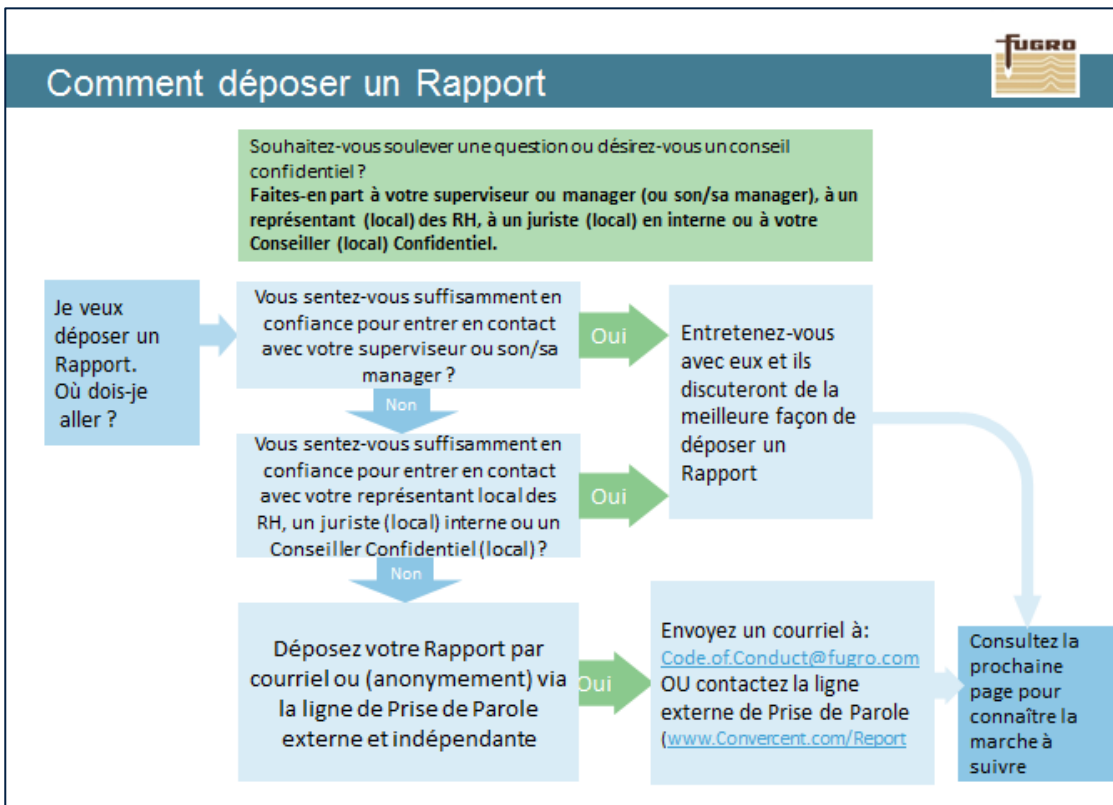 FUGRO
Comment déposer un Rapport
Souhaitez-vous soulever une question ou désirez-vous un conseil
confidentiel ?
Faites-en part à votre superviseur ou manager (ou son/sa manager), à un
représentant (local) des RH, à un juriste (local) en interne ou à votre
Conseiller (local) Confidentiel.
Je veux
déposer un
Rapport.
Où dois-je
aller ?
Vous sentez-vous suffisamment en
confiance pour entrer en contact
avec votre superviseur ou son/sa
manager ?
Oui
Entretenez-vous
avec eux et ils
discuteront de la
meilleure façon de
déposer un
Rapport
Non
Vous sentez-vous suffisamment en
confiance pour entrer en contact
avec votre représentant local des
RH, un juriste (local) interne ou un
Conseiller Confidentiel (local) ?
Oui
Non
Déposez votre Rapport par
courriel ou (anonymement) via
la ligne de Prise de Parole
externe et indépendante
Oui
Envoyez un courriel à:
Code.of.Conduct@fugro.com
OU contactez la ligne
externe de Prise de Parole
(www.Convercent.com/Report
Consultez la
prochaine
page pour
connaître la
marche à
suivre